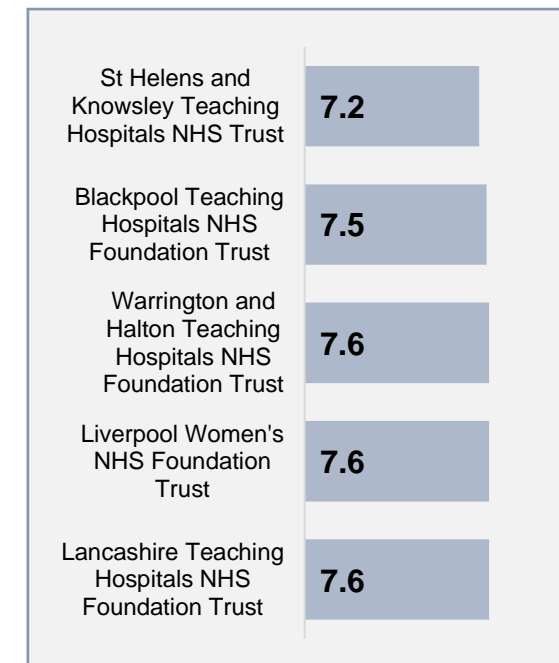 St Helens and
Knowsley Teaching
Hospitals NHS Trust
7.2
Blackpool Teaching
Hospitals NHS
Foundation Trust
7.5
Warrington and
Halton Teaching
Hospitals NHS
Foundation Trust
7.6
Liverpool Women's
NHS Foundation
Trust
7.6
Lancashire Teaching
Hospitals NHS
Foundation Trust
7.6